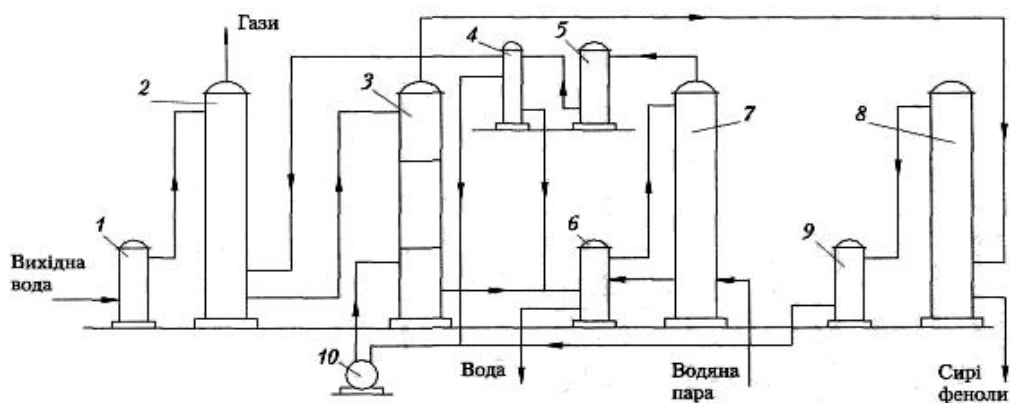 Гази
4
5
2
3
7
8
1
6
9
Вихідна
вода
10
Вода
Водяна
пара
Сирі
феноли